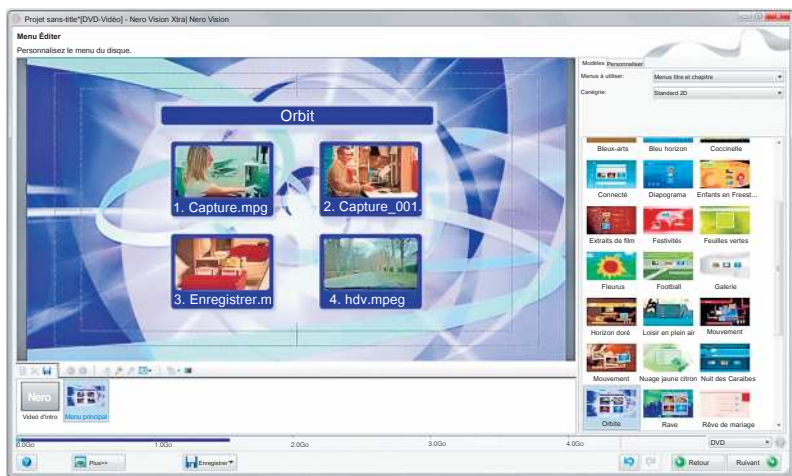 Projet sans-title*[DVD-Vidéo] - Nero Vision Xtra| Nero Vision
Menu Éditer
Personnalisez le menu du disque.
Orbit
1. Capture.mpg
2. Capture_001.
3. Enregistrer.m
4. hdv.mpeg
Modèles Personnaliser
Menus à utiliser: Menus titre et chapitre
Canégrie: Standard 2D
Bleux-arts Bleu horizon Coccinelle
Connecté Diapograma Enfants en Freest...
Extraits de film Festivités Feuilles vertes
Fleurus Football Galerie
Horizon doré Loisir en plein air Mouvement
Mouvement Nuage jaune citron Nuit des Caraibes
Orbite Rave Rêve de mariage
Nero
Videó d'intro Menu principal
0.0Go 1.0Go 2.0Go 3.0Go 4.0Go DVD
Plus>> Enregistrer Retour Ruivant